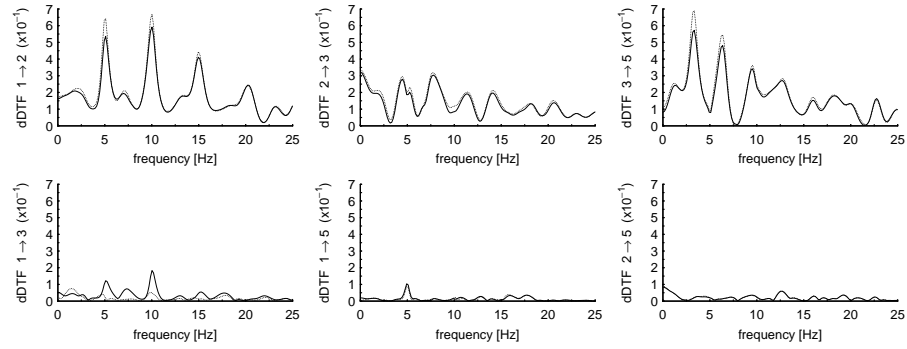 7
6
5
4
3
2
1
0
dDTF 1→2 (x10⁻¹)
0 5 10 15 20 25
frequency [Hz]
7
6
5
4
3
2
1
0
dDTF 2→3 (x10⁻¹)
0 5 10 15 20 25
frequency [Hz]
7
6
5
4
3
2
1
0
dDTF 3→5 (x10⁻¹)
0 5 10 15 20 25
frequency [Hz]
7
6
5
4
3
2
1
0
dDTF 1→3 (x10⁻¹)
0 5 10 15 20 25
frequency [Hz]
7
6
5
4
3
2
1
0
dDTF 1→5 (x10⁻¹)
0 5 10 15 20 25
frequency [Hz]
7
6
5
4
3
2
1
0
dDTF 2→5 (x10⁻¹)
0 5 10 15 20 25
frequency [Hz]